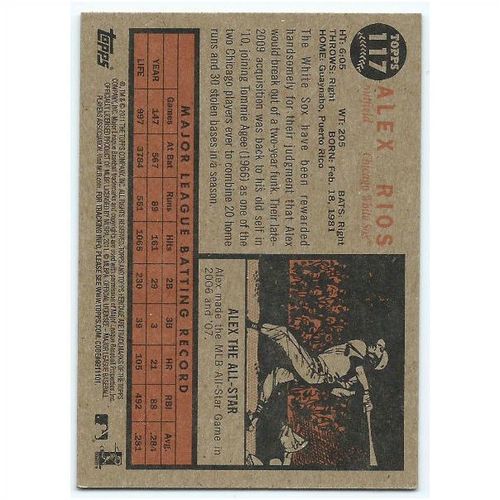 TOPPS
117
ALEX RIOS
outfield Chicago White Sox
HT: 6:05 WT: 205 BATS: Right
THROWS: Right BORN: Feb. 18, 1981
HOME: Guaynabo, Puerto Rico
The White Sox have been rewarded
handsomely for their judgement that Alex
would break out of a two-year funk. Their late-
2009 acquisition was back to his old self in
'10, joining Tommie Agee (1966) as one of
two Chicago players ever to combine 20 home
runs and 30 stolen bases in a season.
ALEX THE ALL-STAR
Alex made the MLB All-Star Game in
2006 and '07.
MAJOR LEAGUE BATTING RECORD
YEAR Games At Bat Runs Hits 2B 3B HR RBI Avg.
147 567 89 161 29 3 21 88 .284
LIFE 997 3784 551 1065 230 39 105 492 .281
Topps